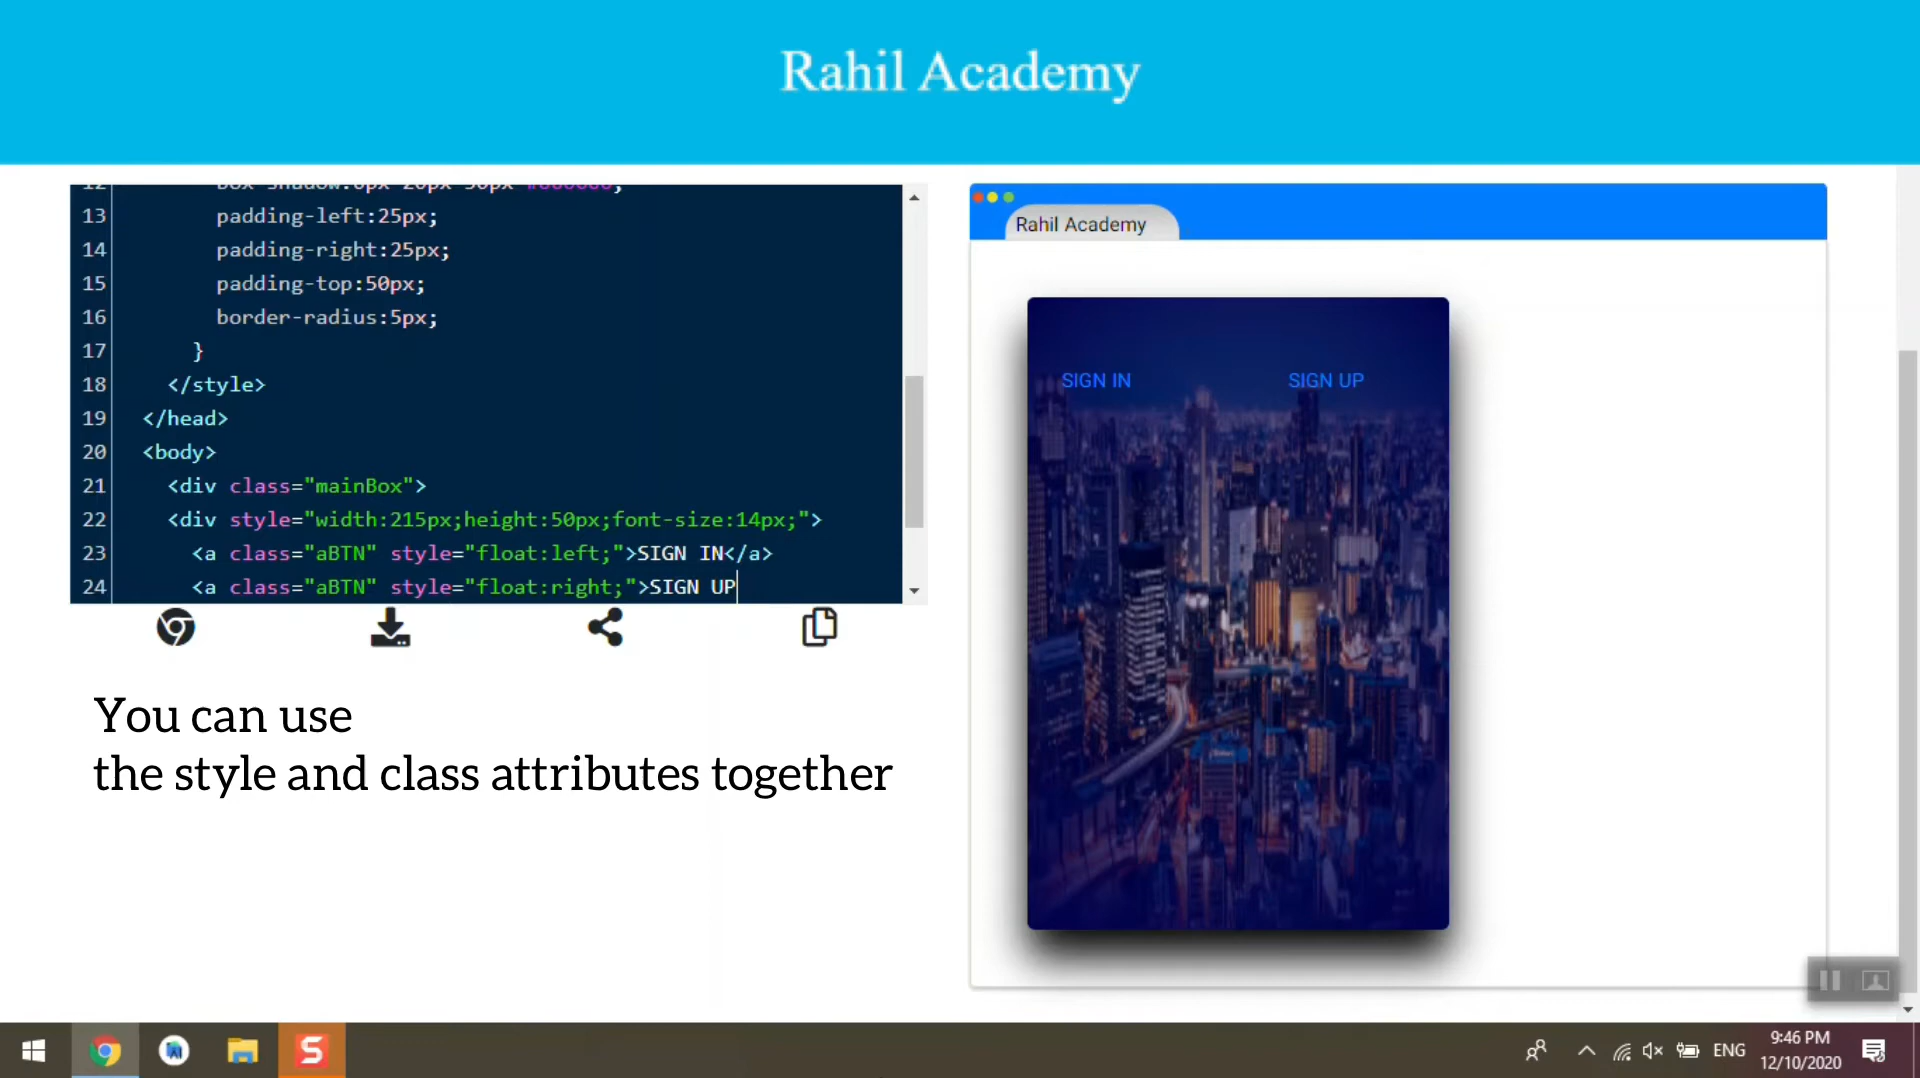 Rahil Academy
13 padding-left:25px;
14 padding-right:25px;
15 padding-top:50px;
16 border-radius:5px;
17 }
18 </style>
19 </head>
20 <body>
21 <div class="mainBox">
22 <div style="width:215px;height:50px;font-size:14px;">
23 <a class="aBTN" style="float:left;">SIGN IN</a>
24 <a class="aBTN" style="float:right;">SIGN UP
You can use
the style and class attributes together
Rahil Academy
SIGN IN SIGN UP
ENG
9:46 PM
12/10/2020